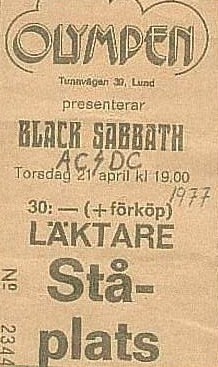 OLYMPEN
Tunavägen 39, Lund
presenterar
BLACK SABBATH
AC⚡DC
Torsdag 21 april kl 19.00
1977
30: — (+förköp)
LÄKTARE
Stå-
plats
Nº 2344